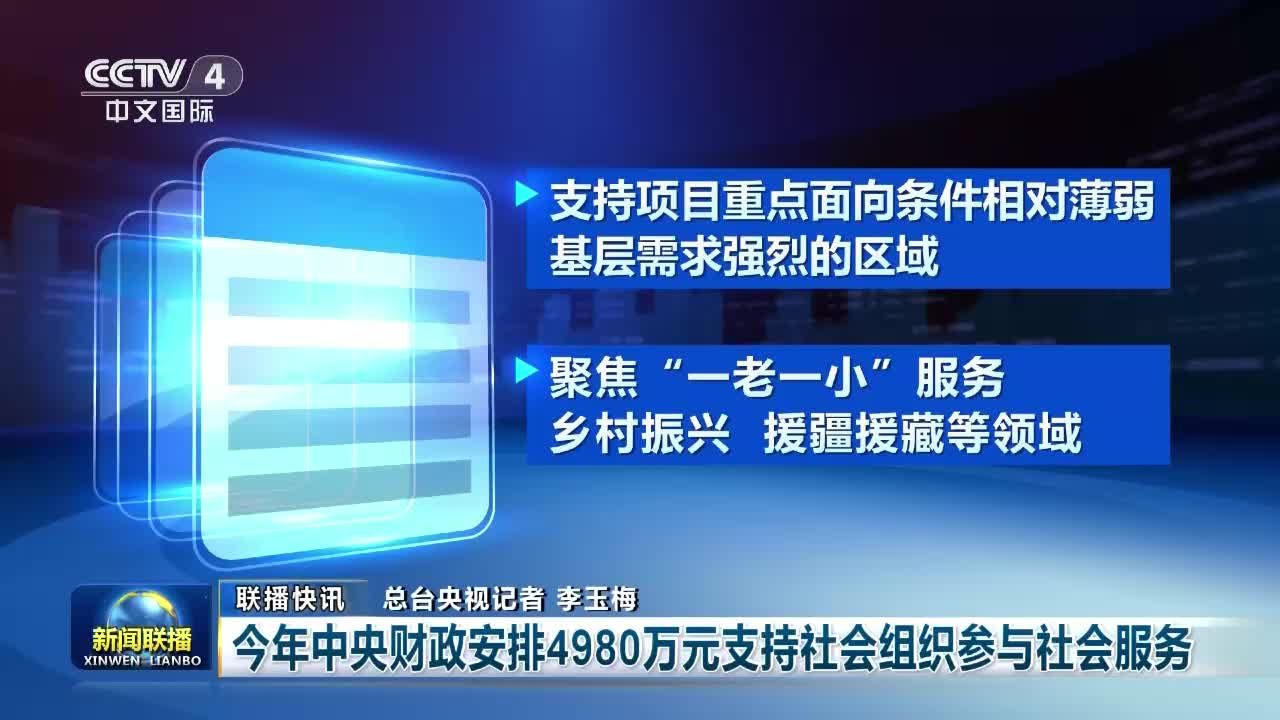 CCTV 4
中文国际
支持项目重点面向条件相对薄弱
基层需求强烈的区域
聚焦“一老一小”服务
乡村振兴 援疆援藏等领域
联播快讯 总台央视记者 李玉梅
新闻联播
XINWEN LIANBO
今年中央财政安排4980万元支持社会组织参与社会服务